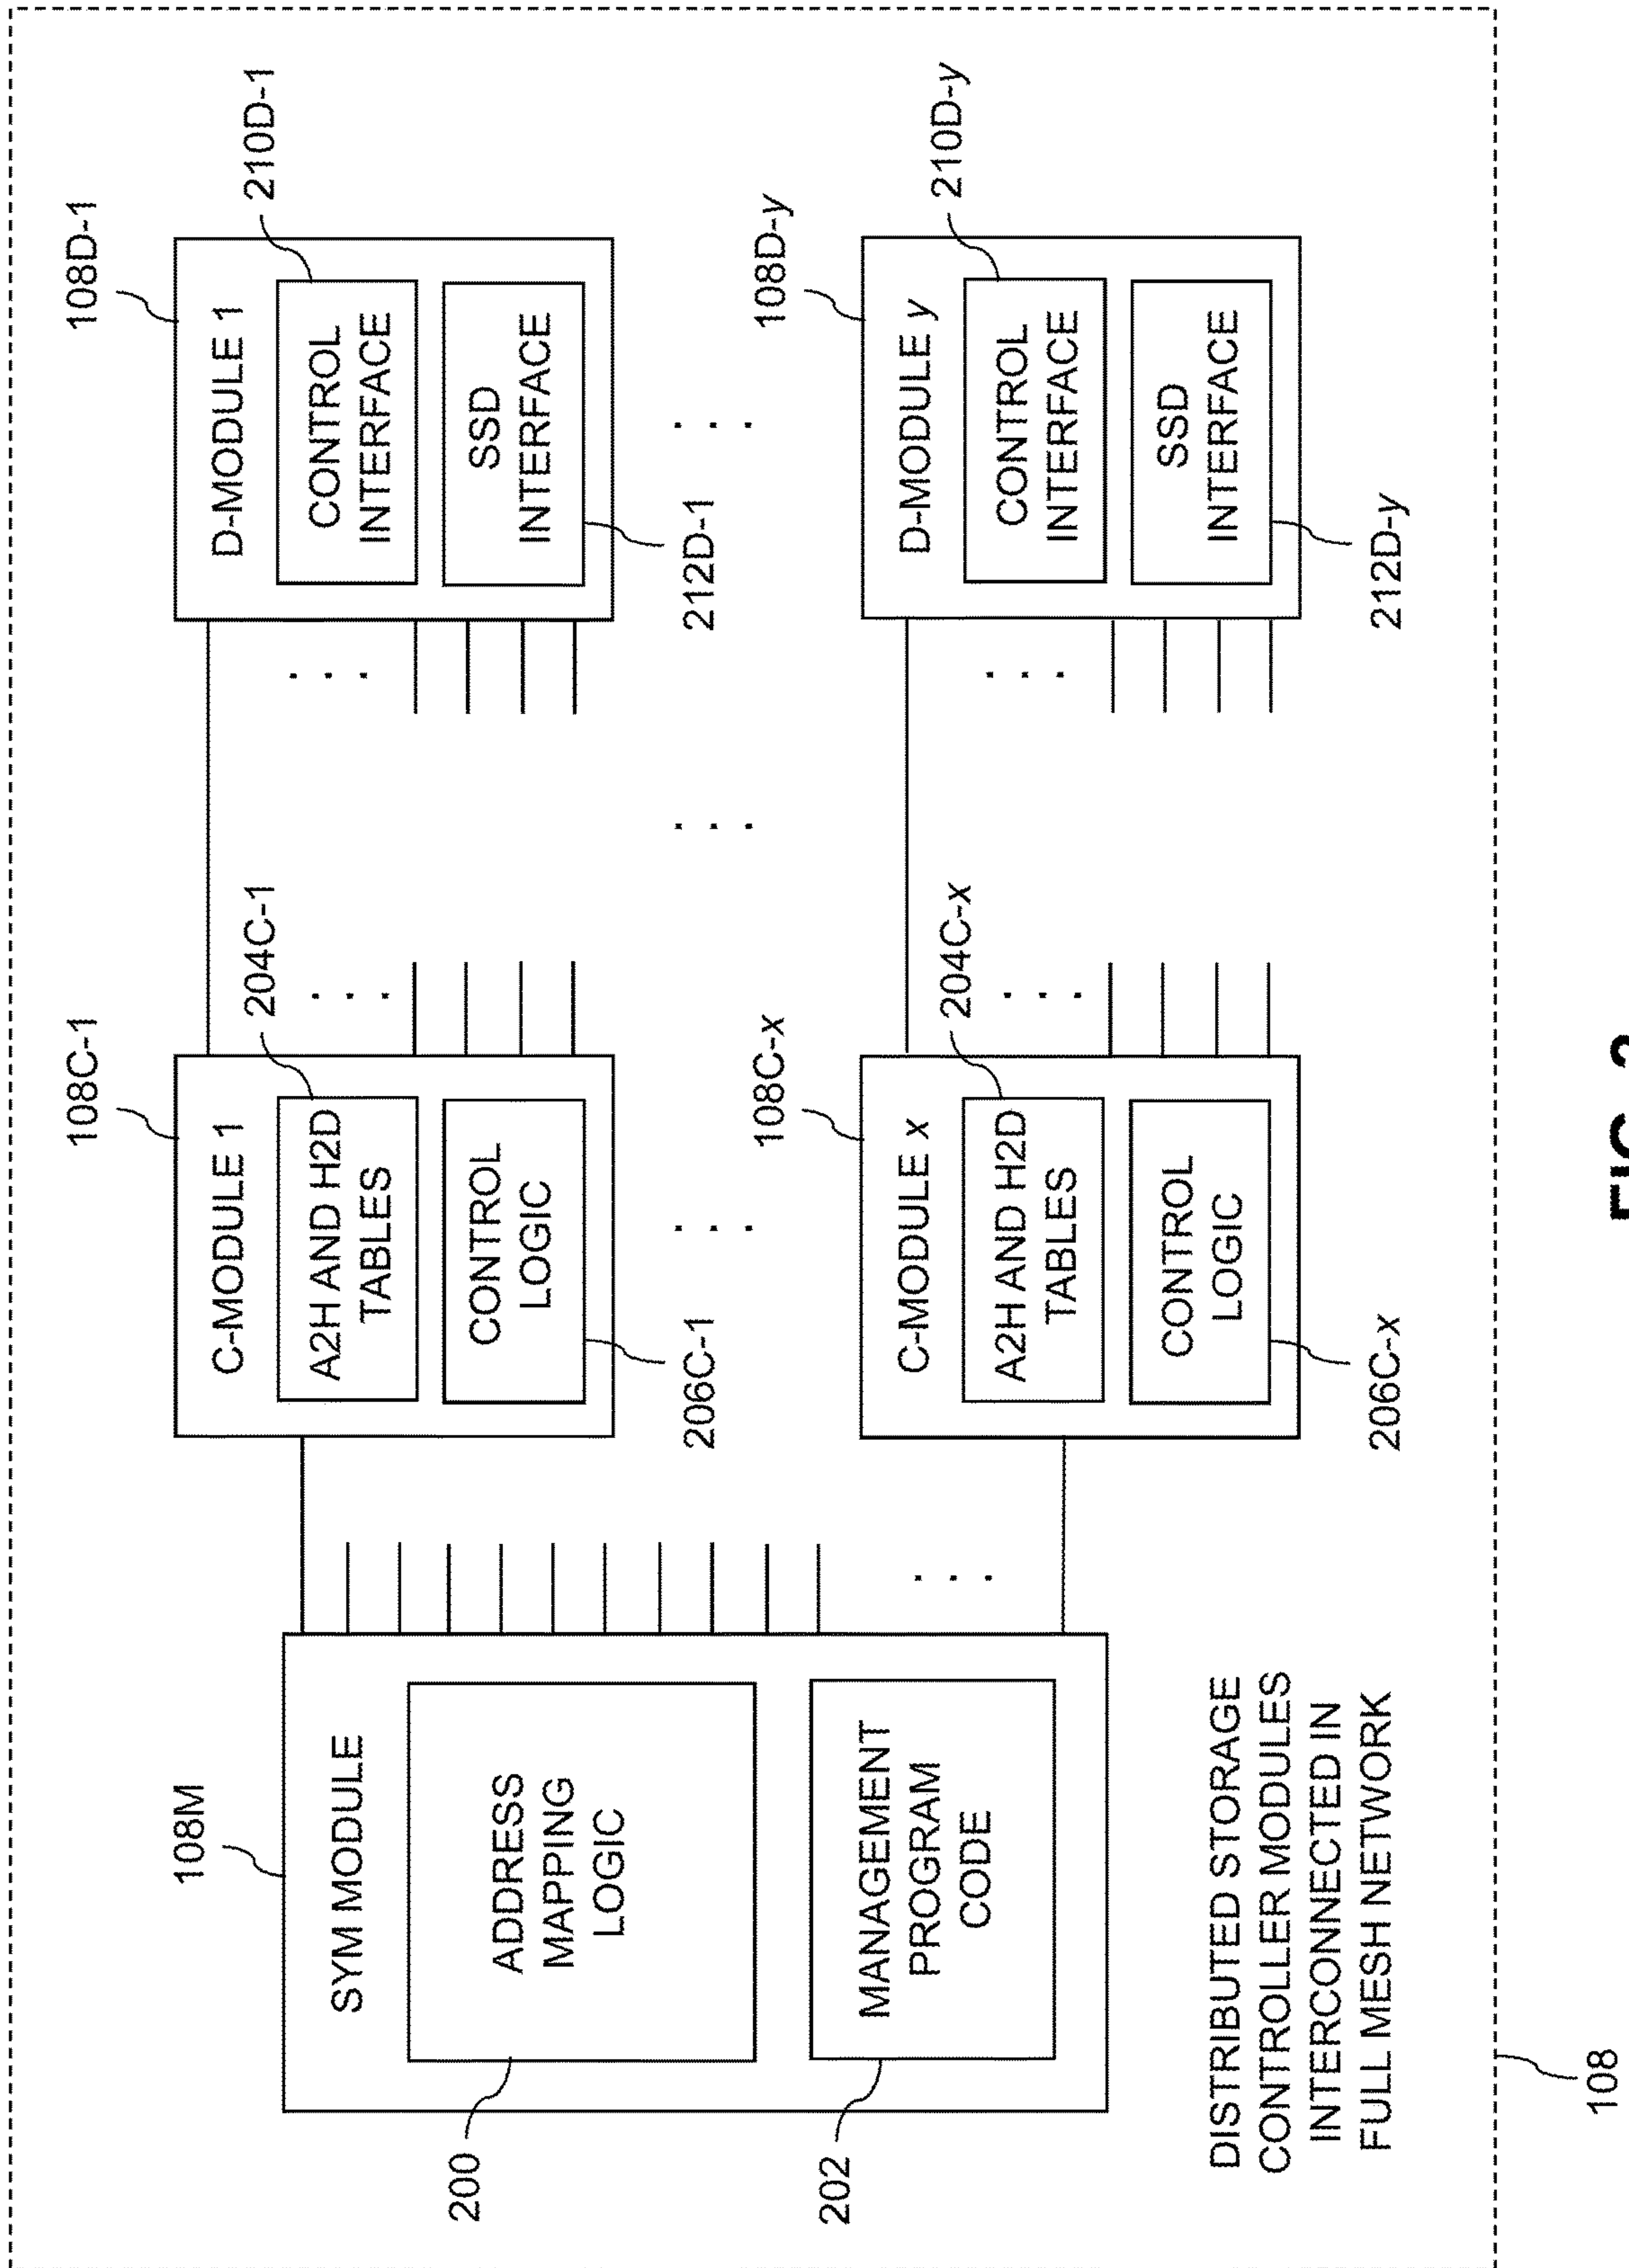 108C-1
108D-1
C-MODULE 1
204C-1
D-MODULE 1
210D-1
108M
A2H AND H2D
TABLES
CONTROL
INTERFACE
SYM MODULE
CONTROL
LOGIC
SSD
INTERFACE
200
ADDRESS
MAPPING
LOGIC
206C-1
212D-1
. . .
. . .
. . .
108C-x
108D-y
202
MANAGEMENT
PROGRAM
CODE
C-MODULE x
204C-x
D-MODULE y
210D-y
A2H AND H2D
TABLES
CONTROL
INTERFACE
CONTROL
LOGIC
SSD
INTERFACE
DISTRIBUTED STORAGE
CONTROLLER MODULES
INTERCONNECTED IN
FULL MESH NETWORK
206C-x
212D-y
108